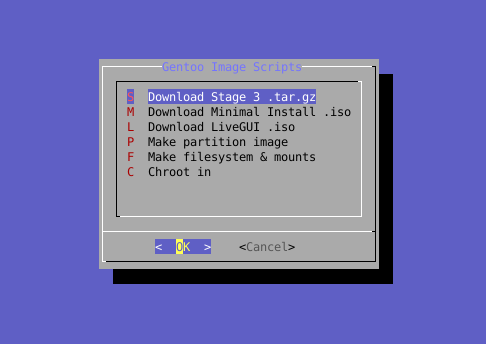 Gentoo Image Scripts
S Download Stage 3 .tar.gz
M Download Minimal Install .iso
L Download LiveGUI .iso
P Make partition image
F Make filesystem & mounts
C Chroot in
< OK > <Cancel>